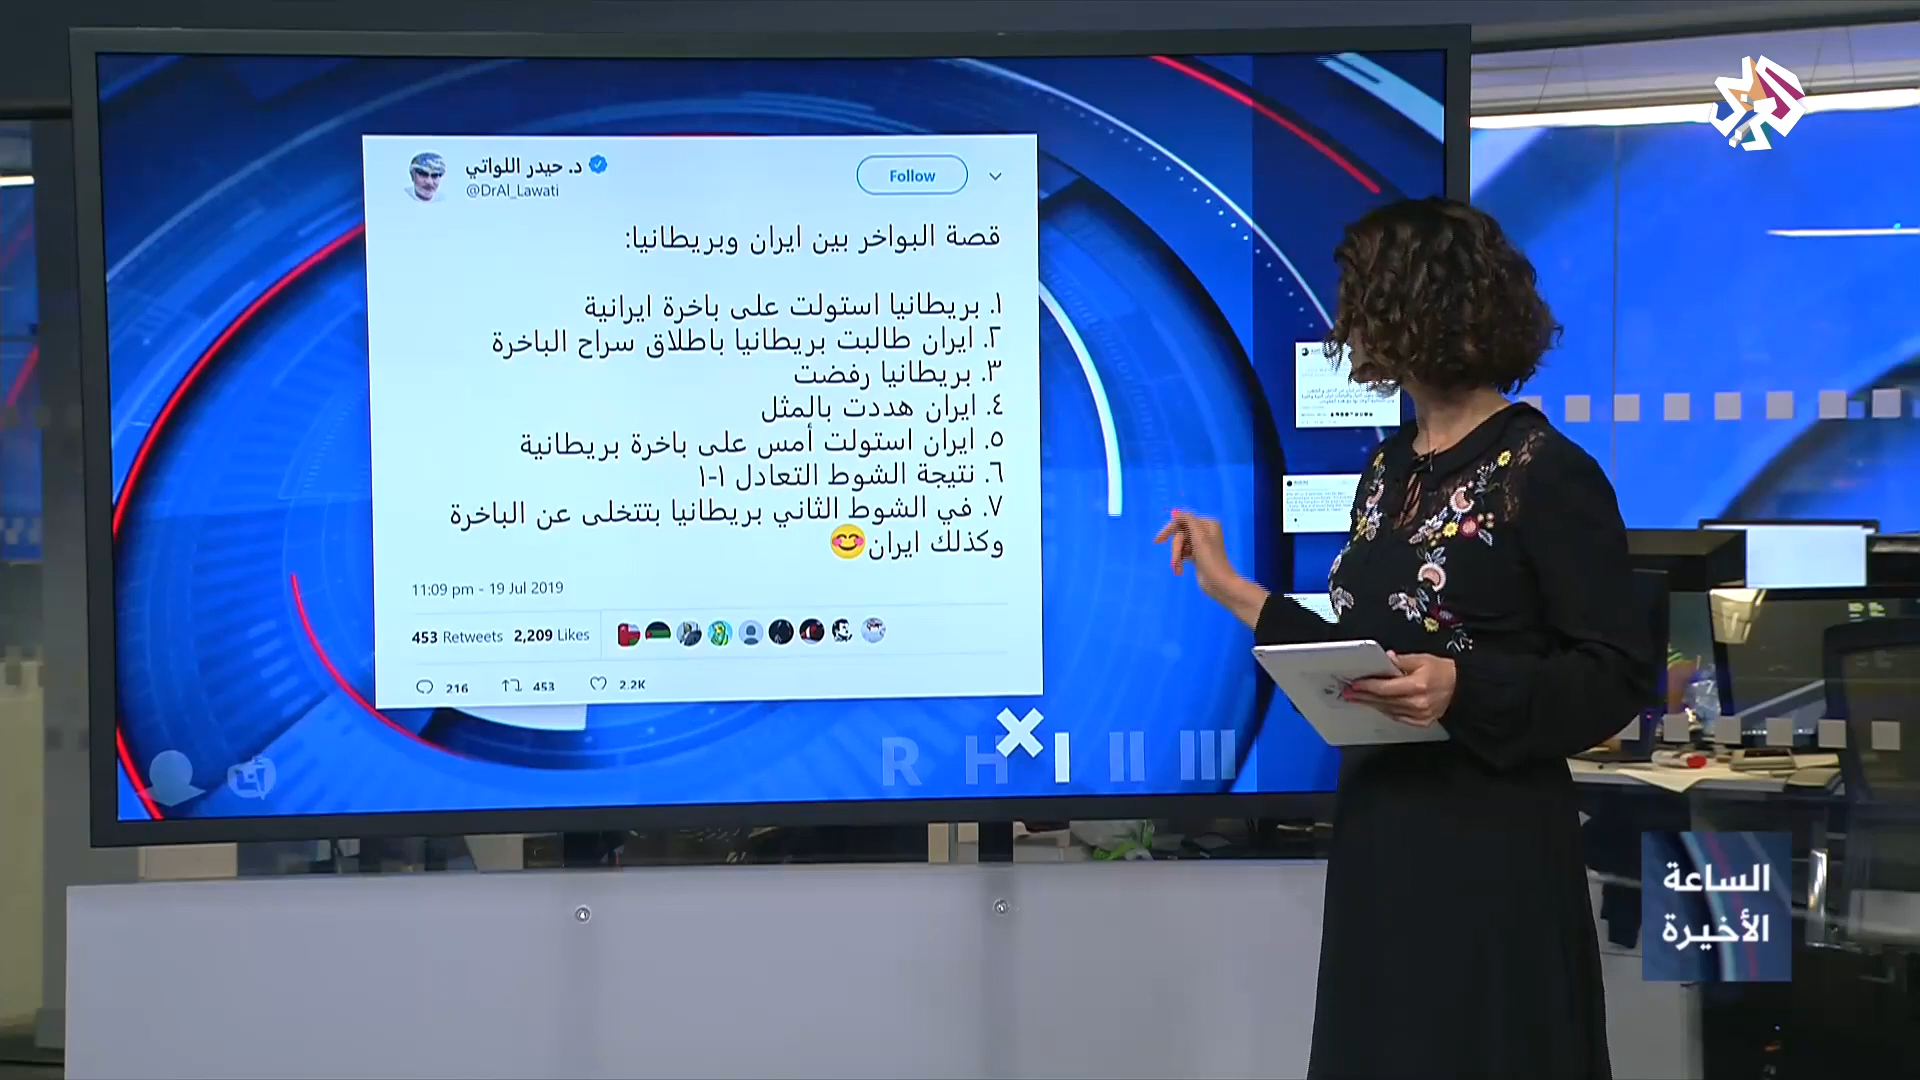 د. حيدر اللواتي
@DrAl_Lawati
Follow
قصة البواخر بين ايران وبريطانيا:
١. بريطانيا استولت على باخرة ايرانية
٢. ايران طالبت بريطانيا باطلاق سراح الباخرة
٣. بريطانيا رفضت
٤. ايران هددت بالمثل
٥. ايران استولت أمس على باخرة بريطانية
٦. نتيجة الشوط التعادل ١-١
٧. في الشوط الثاني بريطانيا بتتخلى عن الباخرة
وكذلك ايران😊
11:09 pm - 19 Jul 2019
453 Retweets 2,209 Likes
216 453 2.2K
R H I II III
الساعة
الأخيرة